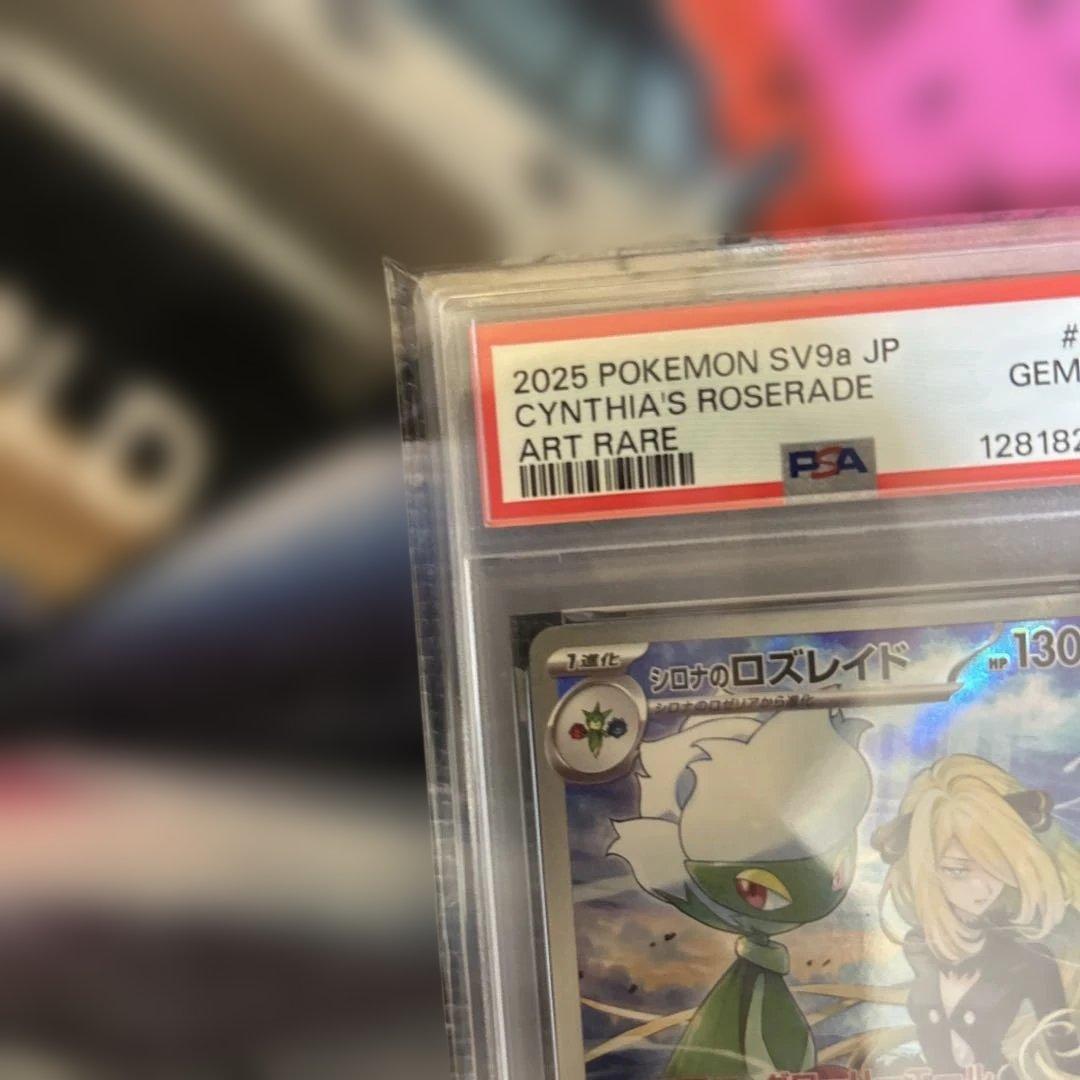 2025 POKEMON SV9a JP
#
CYNTHIA'S ROSERADE
GEM
ART RARE
128182
PSA
1進化
シロナのロズレイド
HP 130
シロナのロゼリアから進化